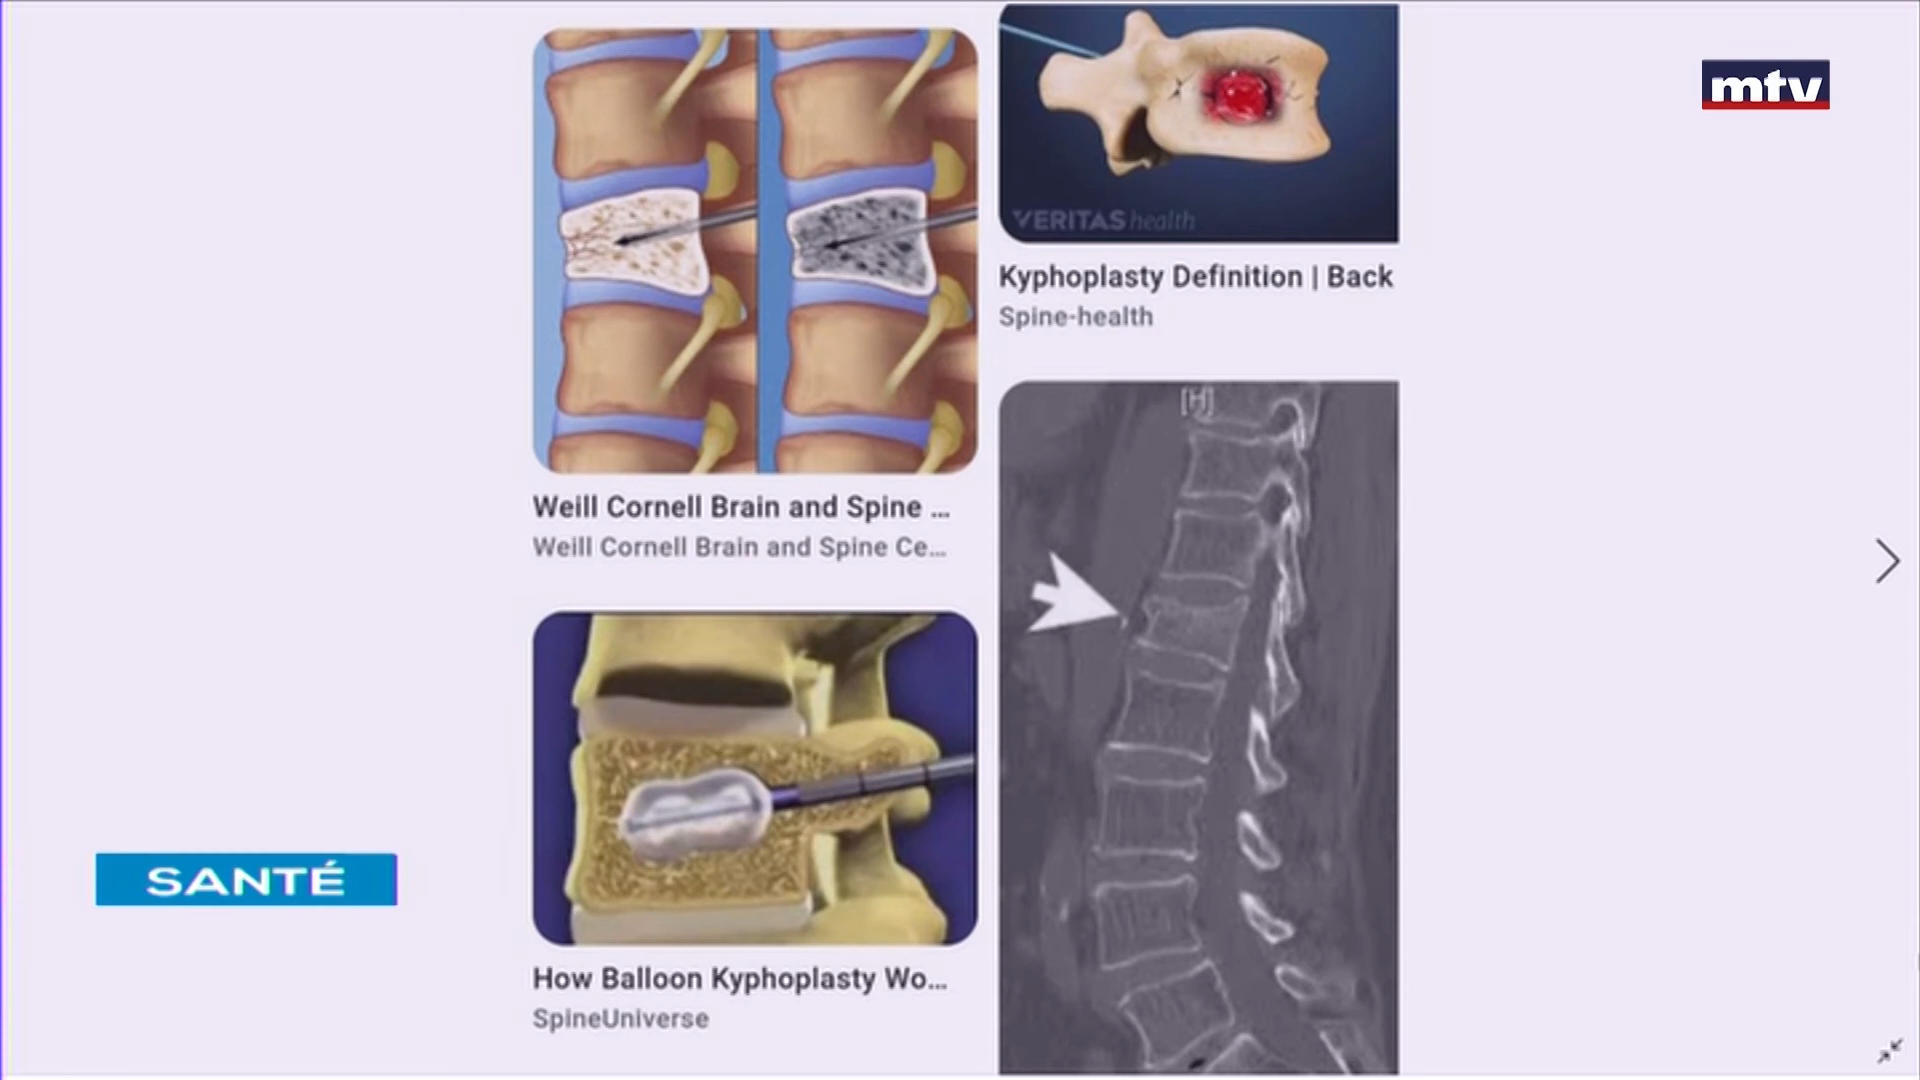 mtv
VERITAS health
Kyphoplasty Definition | Back
Spine-health
[H]
Weill Cornell Brain and Spine ...
Weill Cornell Brain and Spine Ce...
SANTÉ
How Balloon Kyphoplasty Wo...
SpineUniverse